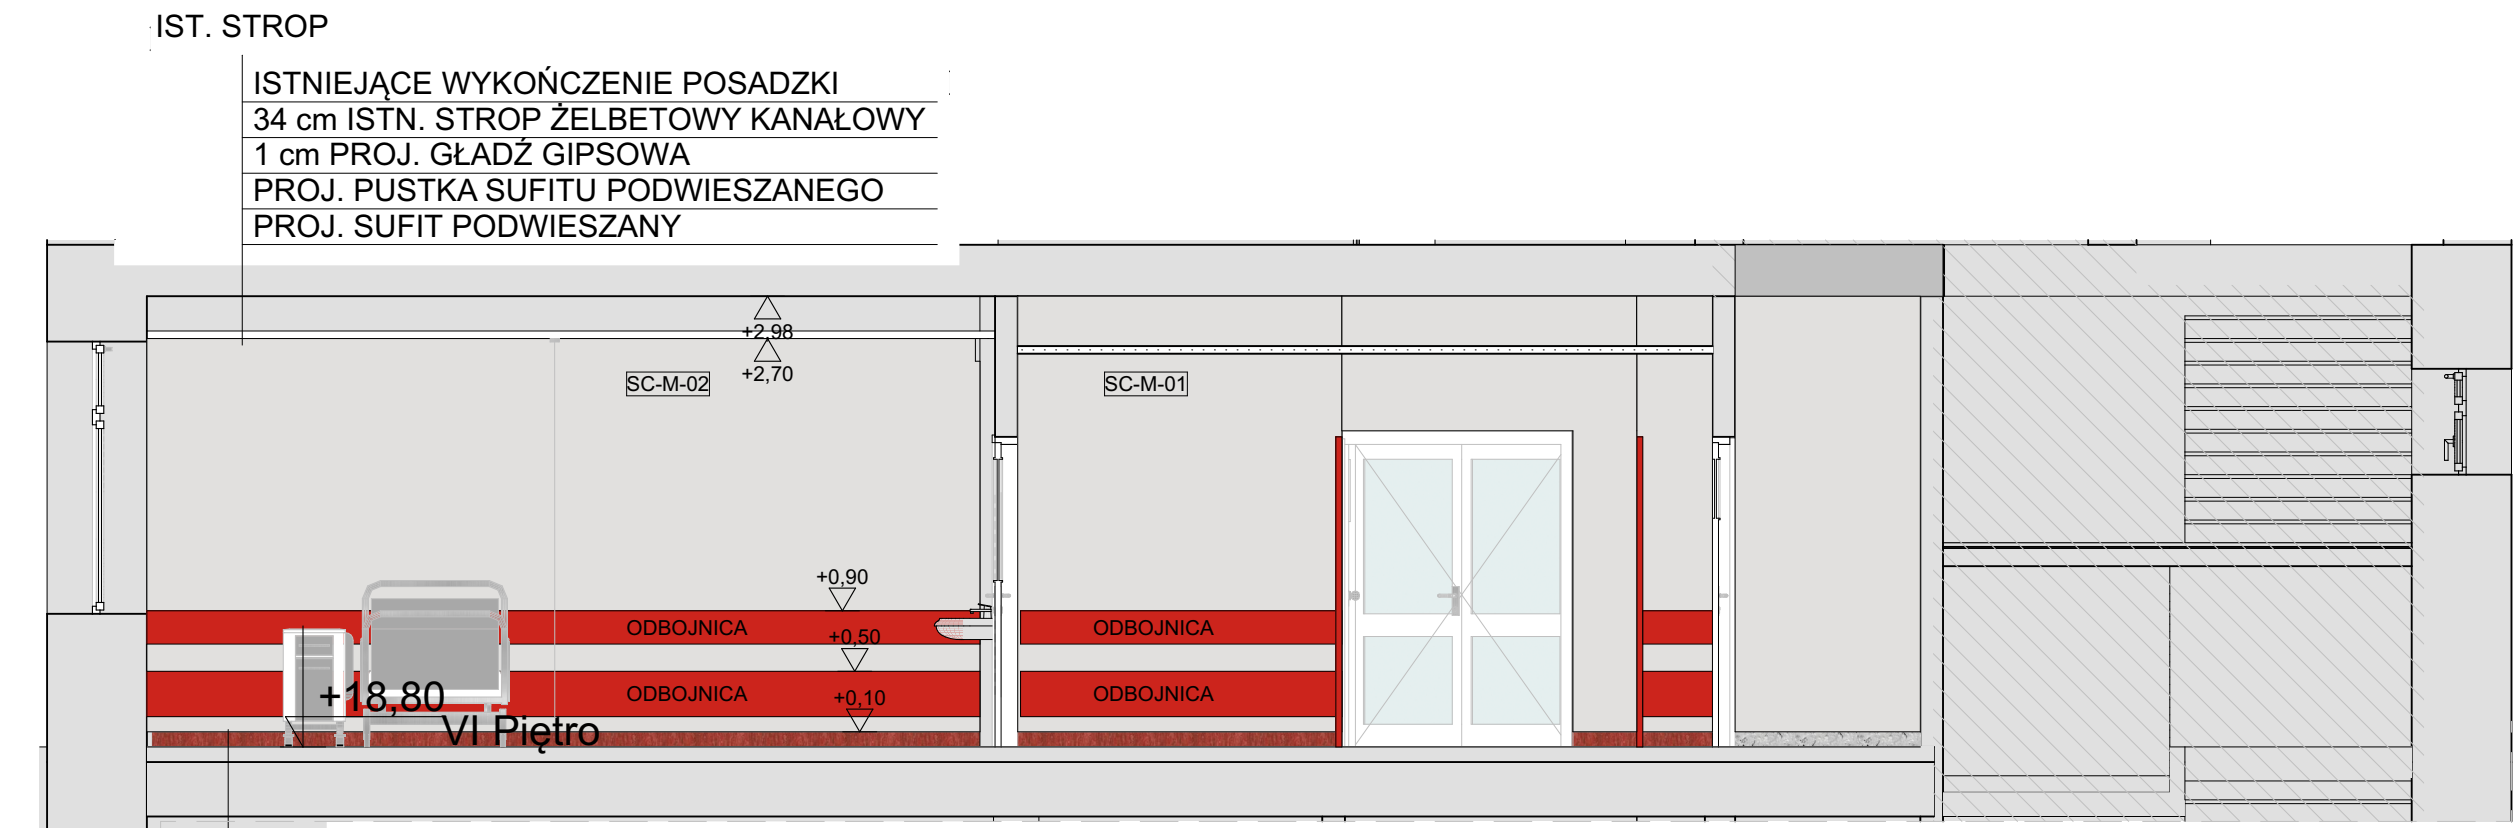 IST. STROP
ISTNIEJĄCE WYKOŃCZENIE POSADZKI
34 cm ISTN. STROP ŻELBETOWY KANAŁOWY
1 cm PROJ. GŁADŹ GIPSOWA
PROJ. PUSTKA SUFITU PODWIESZANEGO
PROJ. SUFIT PODWIESZANY
+2,98
+2,70
SC-M-02
SC-M-01
+0,90
ODBOJNICA
+0,50
ODBOJNICA
ODBOJNICA
+0,10
ODBOJNICA
+18,80
VI Piętro